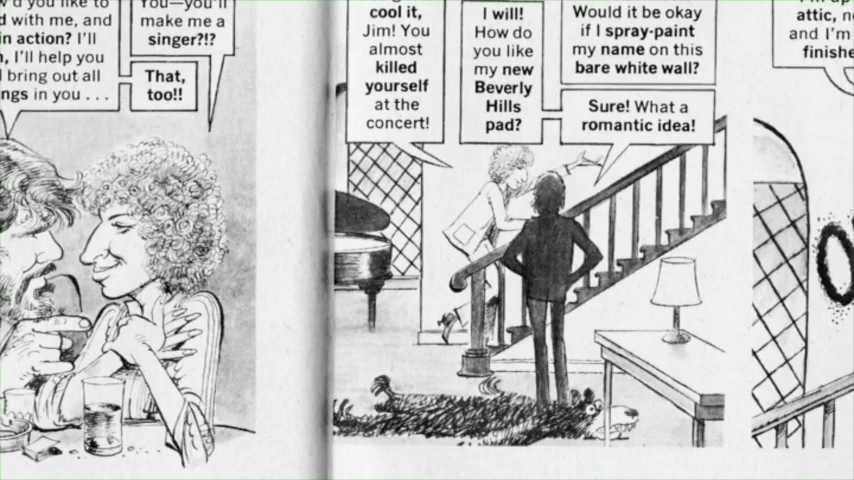 'd you like to
d with me, and
in action? I'll
I'll help you
bring out all
ngs in you . . .
You—you'll
make me a
singer?!?
That,
too!!
cool it,
Jim! You
almost
killed
yourself
at the
concert!
I will!
How do
you like
my new
Beverly
Hills
pad?
Would it be okay
if I spray-paint
my name on this
bare white wall?
Sure! What a
romantic idea!
attic,
and I'm
finishe